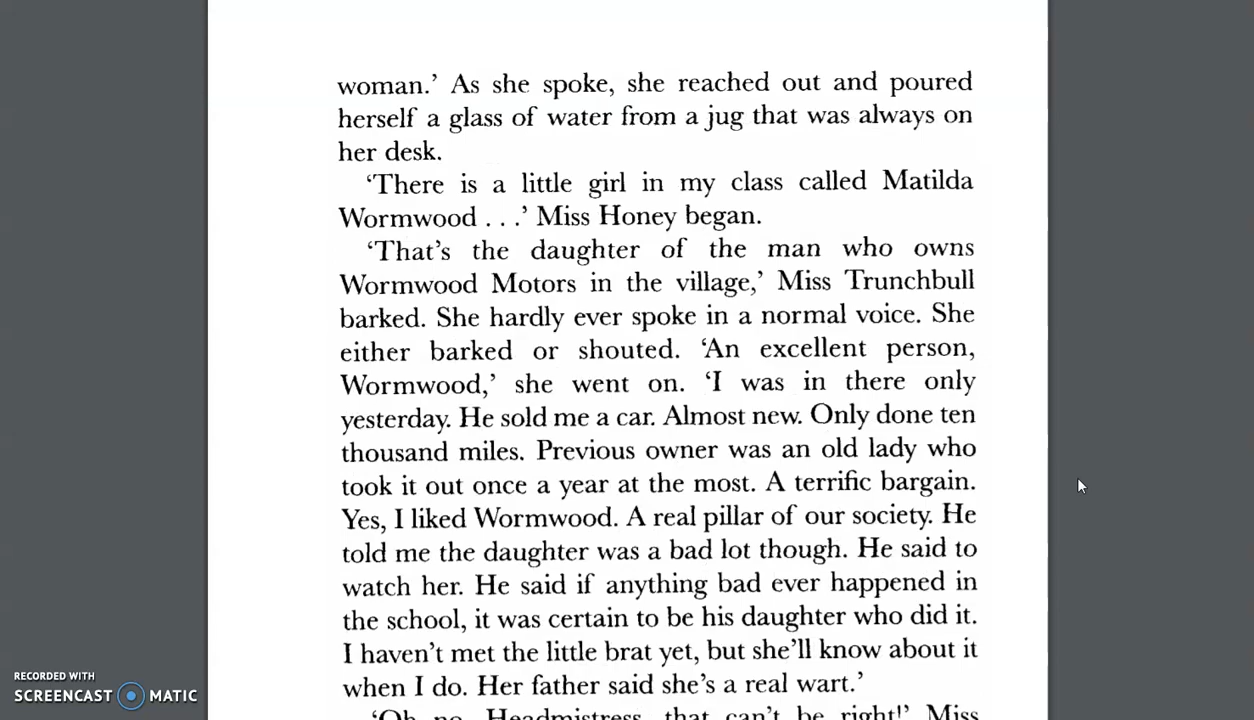 woman.’ As she spoke, she reached out and poured
herself a glass of water from a jug that was always on
her desk.
‘There is a little girl in my class called Matilda
Wormwood . . .’ Miss Honey began.
‘That’s the daughter of the man who owns
Wormwood Motors in the village,’ Miss Trunchbull
barked. She hardly ever spoke in a normal voice. She
either barked or shouted. ‘An excellent person,
Wormwood,’ she went on. ‘I was in there only
yesterday. He sold me a car. Almost new. Only done ten
thousand miles. Previous owner was an old lady who
took it out once a year at the most. A terrific bargain.
Yes, I liked Wormwood. A real pillar of our society. He
told me the daughter was a bad lot though. He said to
watch her. He said if anything bad ever happened in
the school, it was certain to be his daughter who did it.
I haven’t met the little brat yet, but she’ll know about it
when I do. Her father said she’s a real wart.’
‘Oh no, Headmistress, that can’t be right!’ Miss
RECORDED WITH
SCREENCAST MATIC